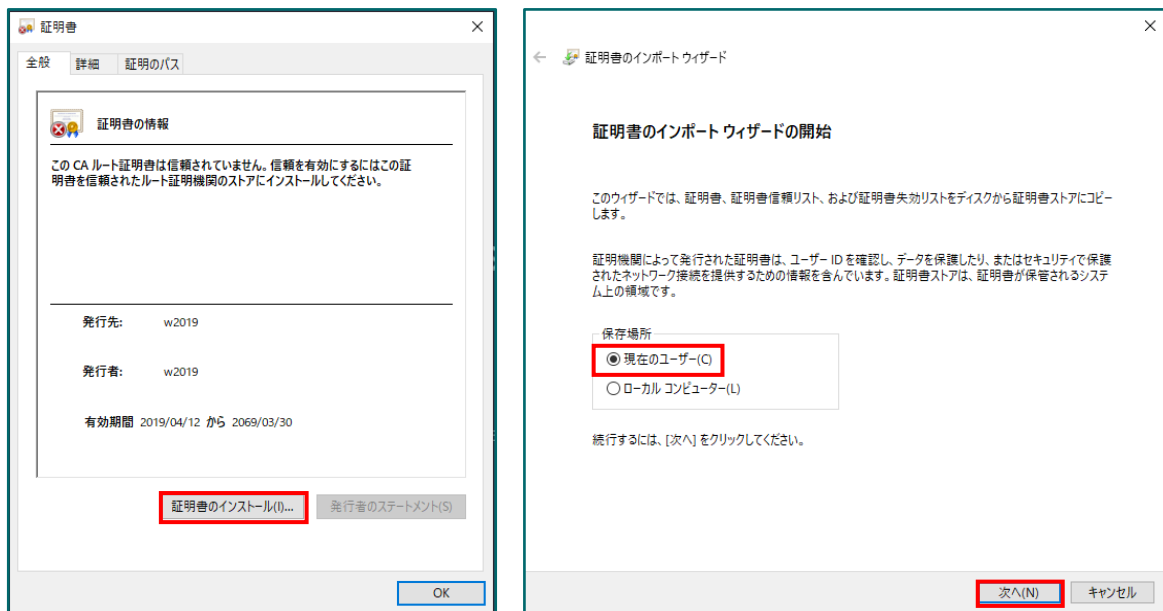 証明書
全般
詳細
証明のパス
証明書の情報
この CA ルート証明書は信頼されていません。信頼を有効にするにはこの証
明書を信頼されたルート証明機関のストアにインストールしてください。
発行先: w2019
発行者: w2019
有効期間 2019/04/12 から 2069/03/30
証明書のインストール(I)...
発行者のステートメント(S)
OK
証明書のインポート ウィザード
証明書のインポート ウィザードの開始
このウィザードでは、証明書、証明書信頼リスト、および証明書失効リストをディスクから証明書ストアにコピー
します。
証明機関によって発行された証明書は、ユーザー ID を確認し、データを保護したり、またはセキュリティで保護
されたネットワーク接続を提供するための情報を含んでいます。証明書ストアは、証明書が保管されるシステ
ム上の領域です。
保存場所
現在のユーザー(C)
ローカル コンピューター(L)
続行するには、[次へ] をクリックしてください。
次へ(N)
キャンセル